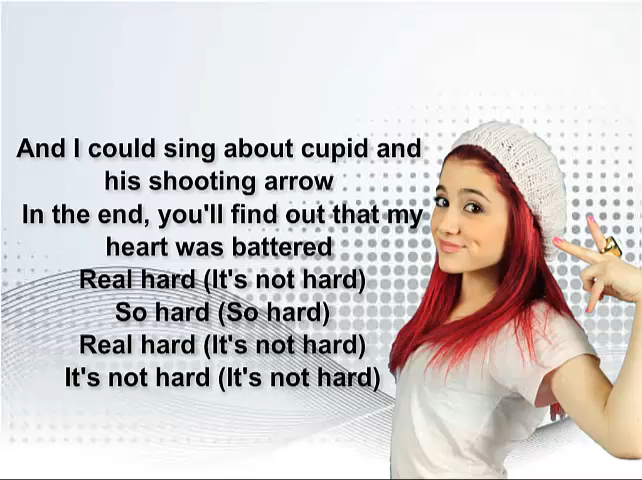 And I could sing about cupid and
his shooting arrow
In the end, you'll find out that my
heart was battered
Real hard (It's not hard)
So hard (So hard)
Real hard (It's not hard)
It's not hard (It's not hard)